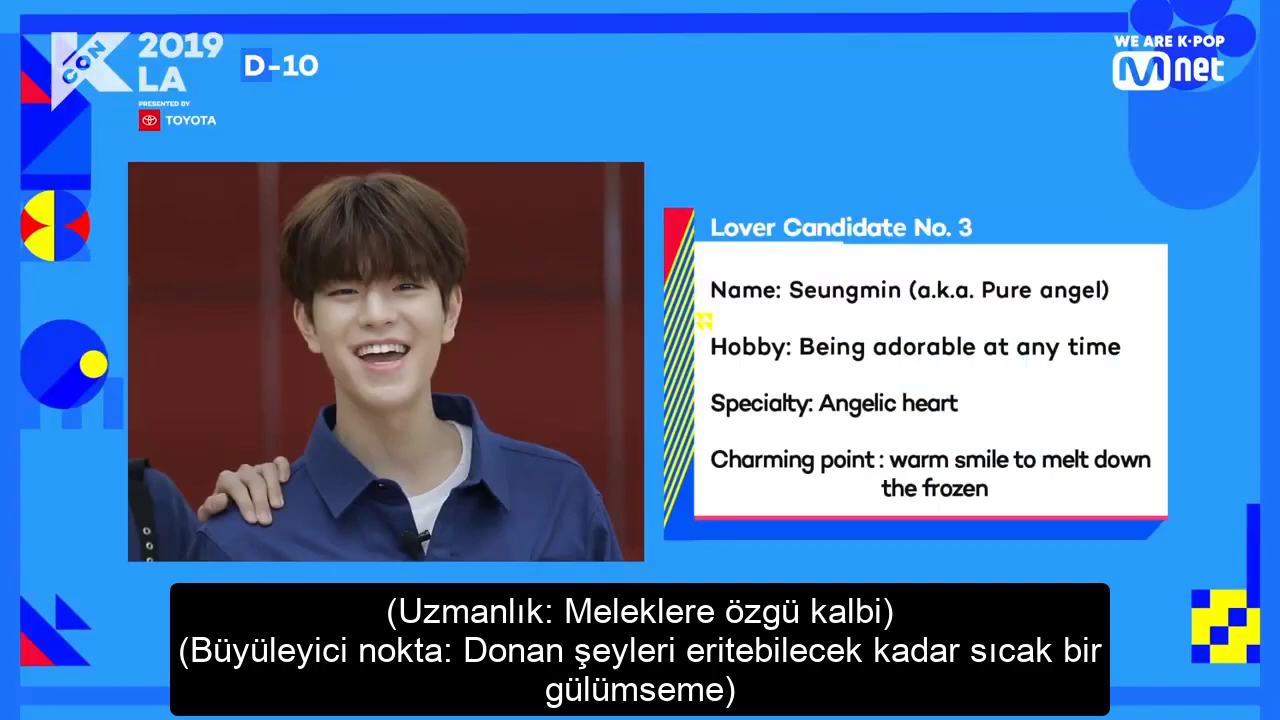 K CON
2019
LA
PRESENTED BY
TOYOTA
D-10
WE ARE K-POP
Mnet
Lover Candidate No. 3
Name: Seungmin (a.k.a. Pure angel)
Hobby: Being adorable at any time
Specialty: Angelic heart
Charming point : warm smile to melt down
the frozen
(Uzmanlık: Meleklere özgü kalbi)
(Büyüleyici nokta: Donan şeyleri eritebilecek kadar sıcak bir
gülümseme)